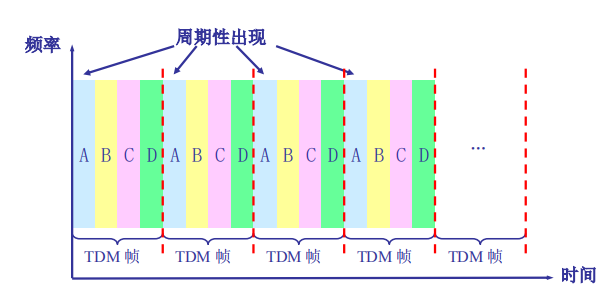 周期性出现
频率
A B C D A B C D A B C D A B C D ...
TDM 帧 TDM 帧 TDM 帧 TDM 帧 TDM 帧
时间